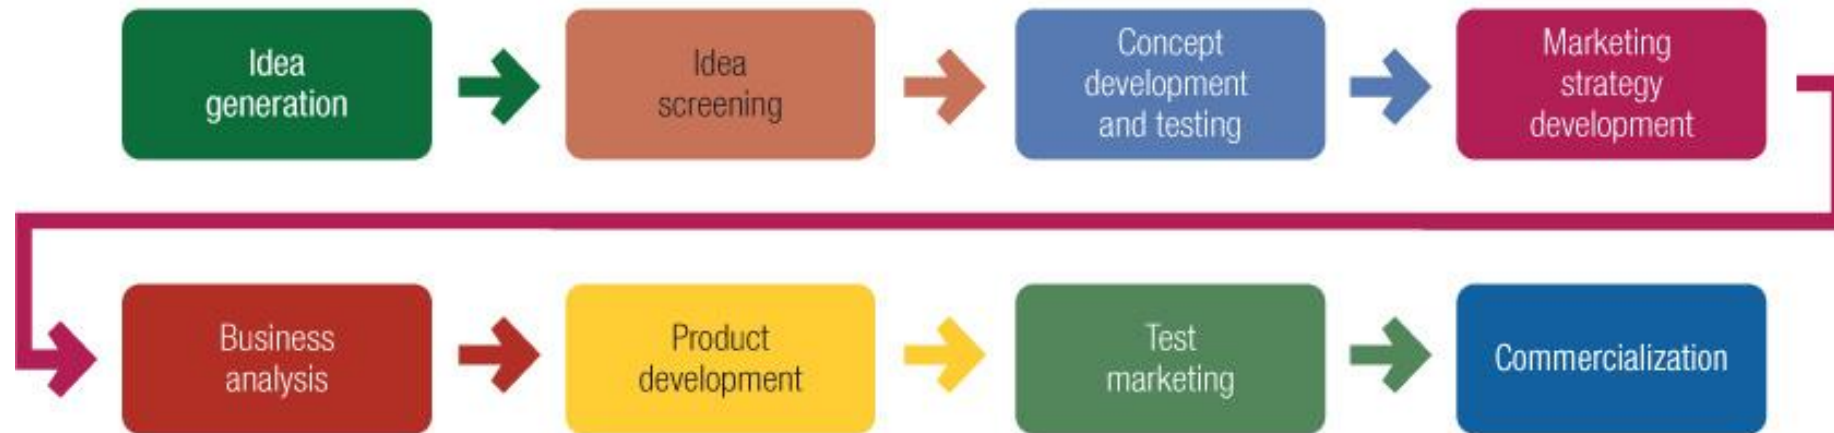 Idea
generation
Idea
screening
Concept
development
and testing
Marketing
strategy
development
Business
analysis
Product
development
Test
marketing
Commercialization